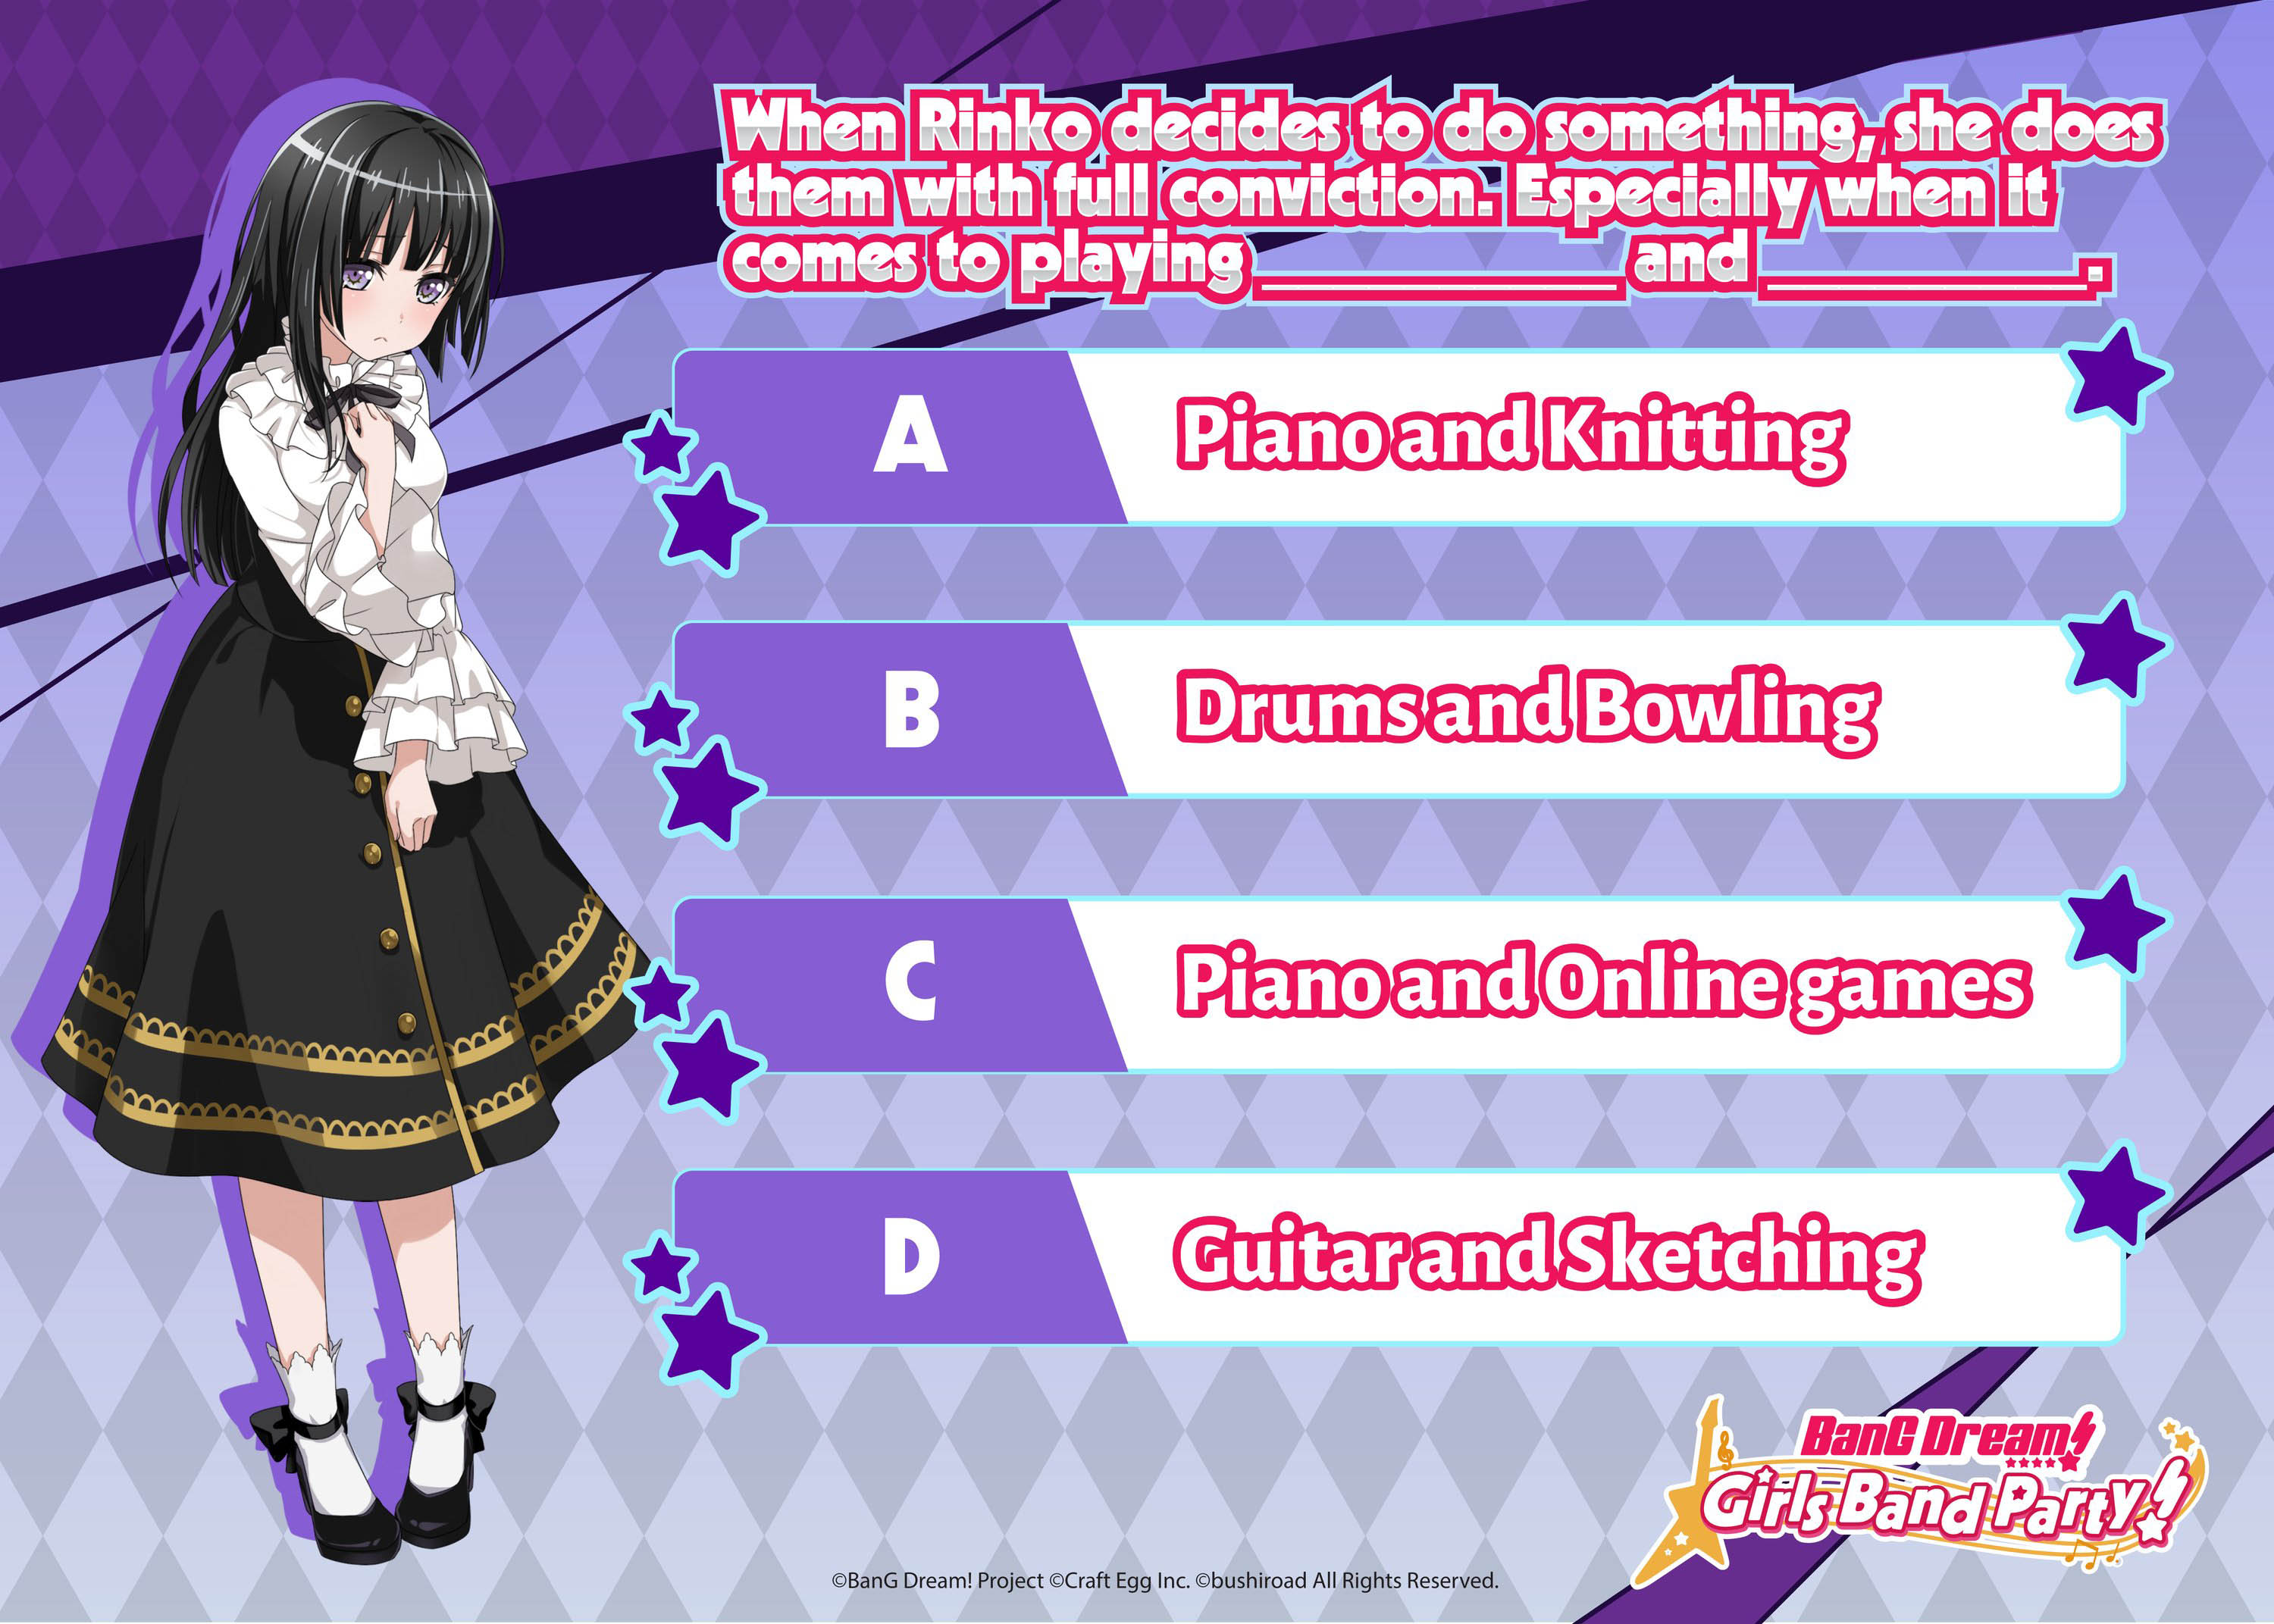 When Rinko decides to do something, she does
them with full conviction. Especially when it
comes to playing ____________ and ____________.
A
Piano and Knitting
B
Drums and Bowling
C
Piano and Online games
D
Guitar and Sketching
BanG Dream!
Girls Band Party!
©BanG Dream! Project ©Craft Egg Inc. ©bushiroad All Rights Reserved.